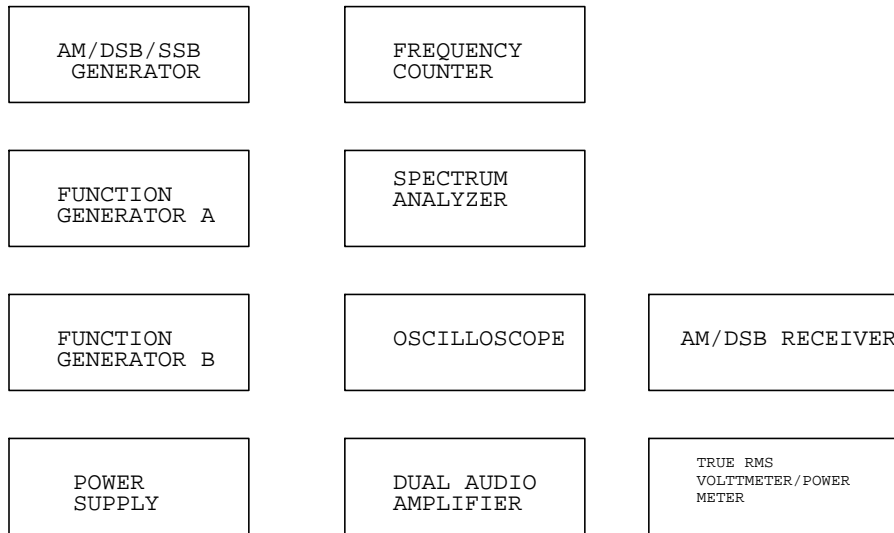 AM/DSB/SSB
GENERATOR
FREQUENCY
COUNTER
FUNCTION
GENERATOR A
SPECTRUM
ANALYZER
FUNCTION
GENERATOR B
OSCILLOSCOPE
AM/DSB RECEIVER
POWER
SUPPLY
DUAL AUDIO
AMPLIFIER
TRUE RMS
VOLTTMETER/POWER
METER